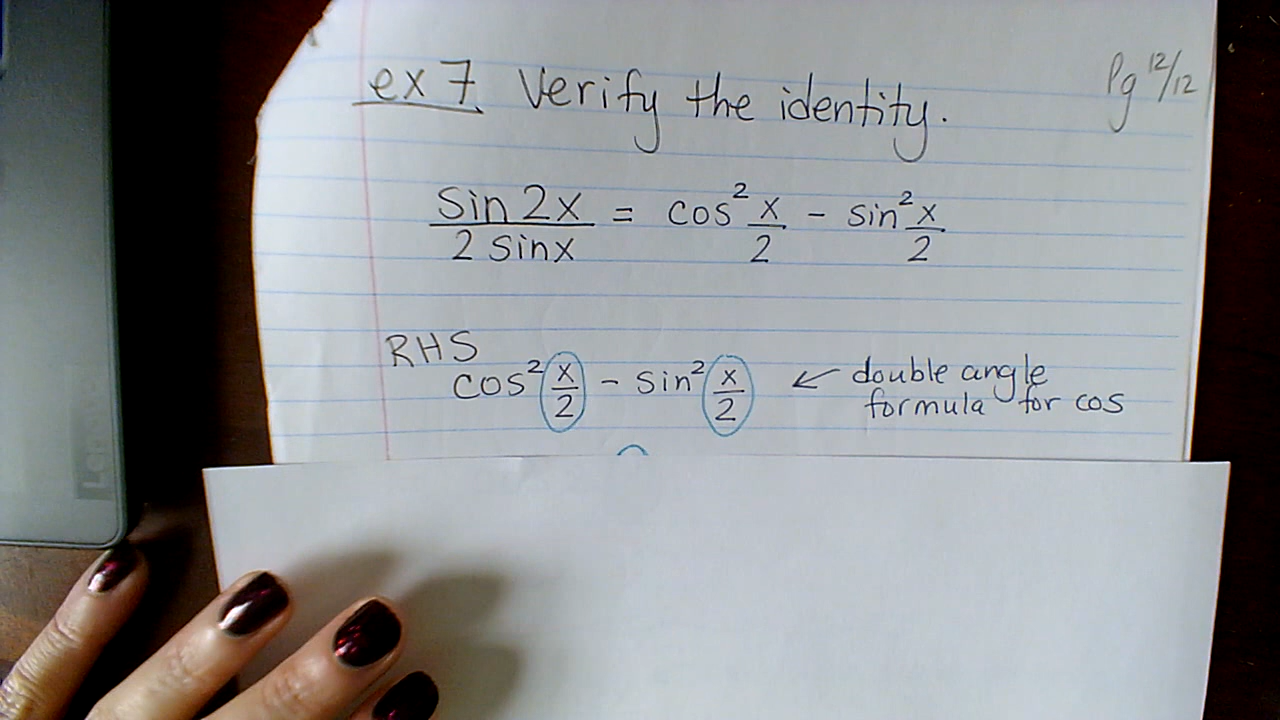 ex 7 Verify the identity.
Pg 12/12
sin 2x / 2 sin x = cos² x/2 - sin² x/2
RHS
cos² x/2 - sin² x/2 ← double angle
formula for cos